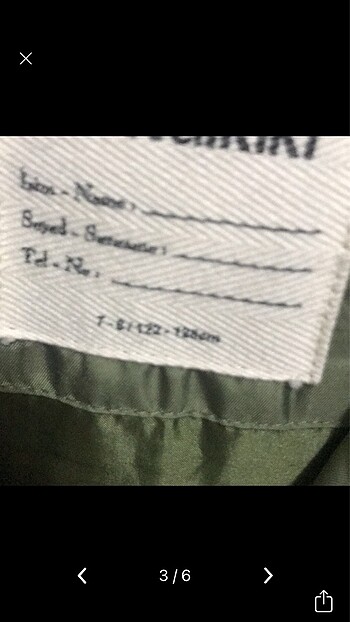 İsim - Name :
Soyad - Surname :
Tel - No :
7 - 8 / 122 - 128cm
3 / 6